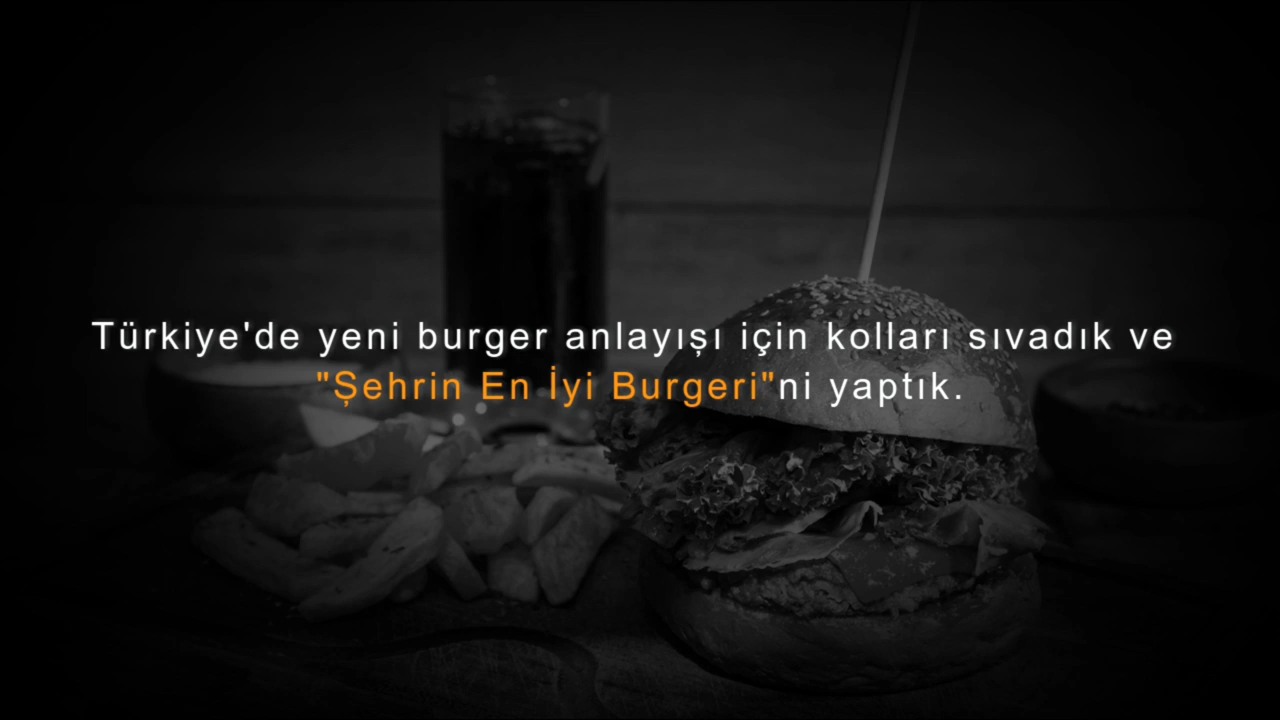 Türkiye'de yeni burger anlayışı için kolları sıvadık ve
"Şehrin En İyi Burgeri"ni yaptık.